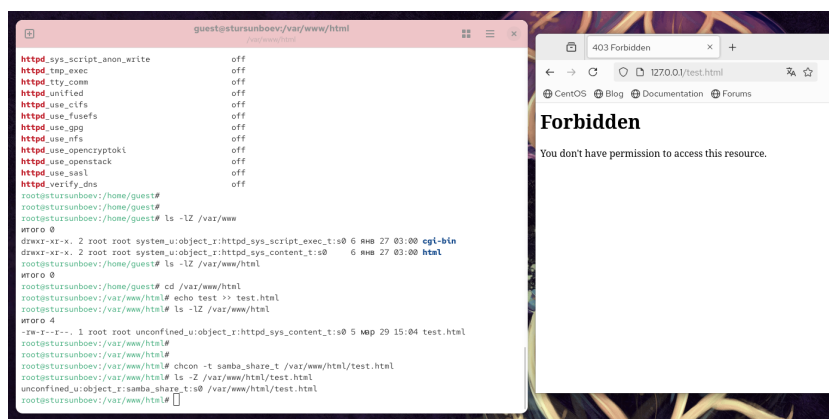 guest@stursunboev:/var/www/html
/var/www/html
httpd_sys_script_anon_write off
httpd_tmp_exec off
httpd_tty_comm off
httpd_unified off
httpd_use_cifs off
httpd_use_fusefs off
httpd_use_gpg off
httpd_use_nfs off
httpd_use_opencryptoki off
httpd_use_openstack off
httpd_use_sasl off
httpd_verify_dns off
root@stursunboev:/home/guest#
root@stursunboev:/home/guest#
root@stursunboev:/home/guest# ls -lZ /var/www
итого 0
drwxr-xr-x. 2 root root system_u:object_r:httpd_sys_script_exec_t:s0 6 янв 27 03:00 cgi-bin
drwxr-xr-x. 2 root root system_u:object_r:httpd_sys_content_t:s0 6 янв 27 03:00 html
root@stursunboev:/home/guest# ls -lZ /var/www/html
итого 0
root@stursunboev:/home/guest# cd /var/www/html
root@stursunboev:/var/www/html# echo test >> test.html
root@stursunboev:/var/www/html# ls -lZ /var/www/html
итого 4
-rw-r--r--. 1 root root unconfined_u:object_r:httpd_sys_content_t:s0 5 мар 29 15:04 test.html
root@stursunboev:/var/www/html#
root@stursunboev:/var/www/html#
root@stursunboev:/var/www/html# chcon -t samba_share_t /var/www/html/test.html
root@stursunboev:/var/www/html# ls -Z /var/www/html/test.html
unconfined_u:object_r:samba_share_t:s0 /var/www/html/test.html
root@stursunboev:/var/www/html#
403 Forbidden
127.0.0.1/test.html
CentOS Blog Documentation Forums
Forbidden
You don't have permission to access this resource.